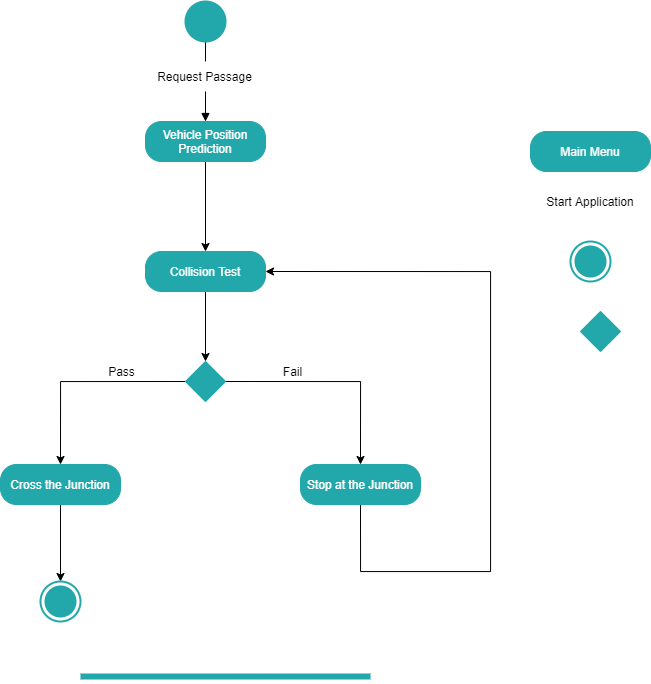 Request Passage
Vehicle Position
Prediction
Main Menu
Start Application
Collision Test
Pass
Fail
Cross the Junction
Stop at the Junction